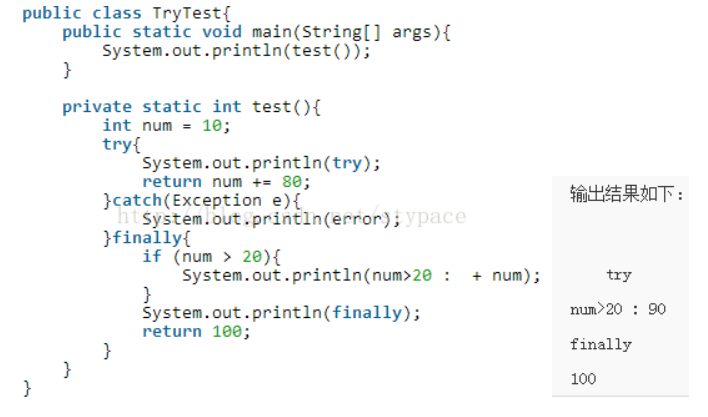 public class TryTest{
public static void main(String[] args){
System.out.println(test());
}
private static int test(){
int num = 10;
try{
System.out.println(try);
return num += 80;
}catch(Exception e){
System.out.println(error);
}finally{
if (num > 20){
System.out.println(num>20 :  + num);
}
System.out.println(finally);
return 100;
}
}
}
http://blog.csdn.net/stypace
输出结果如下：
try
num>20 : 90
finally
100